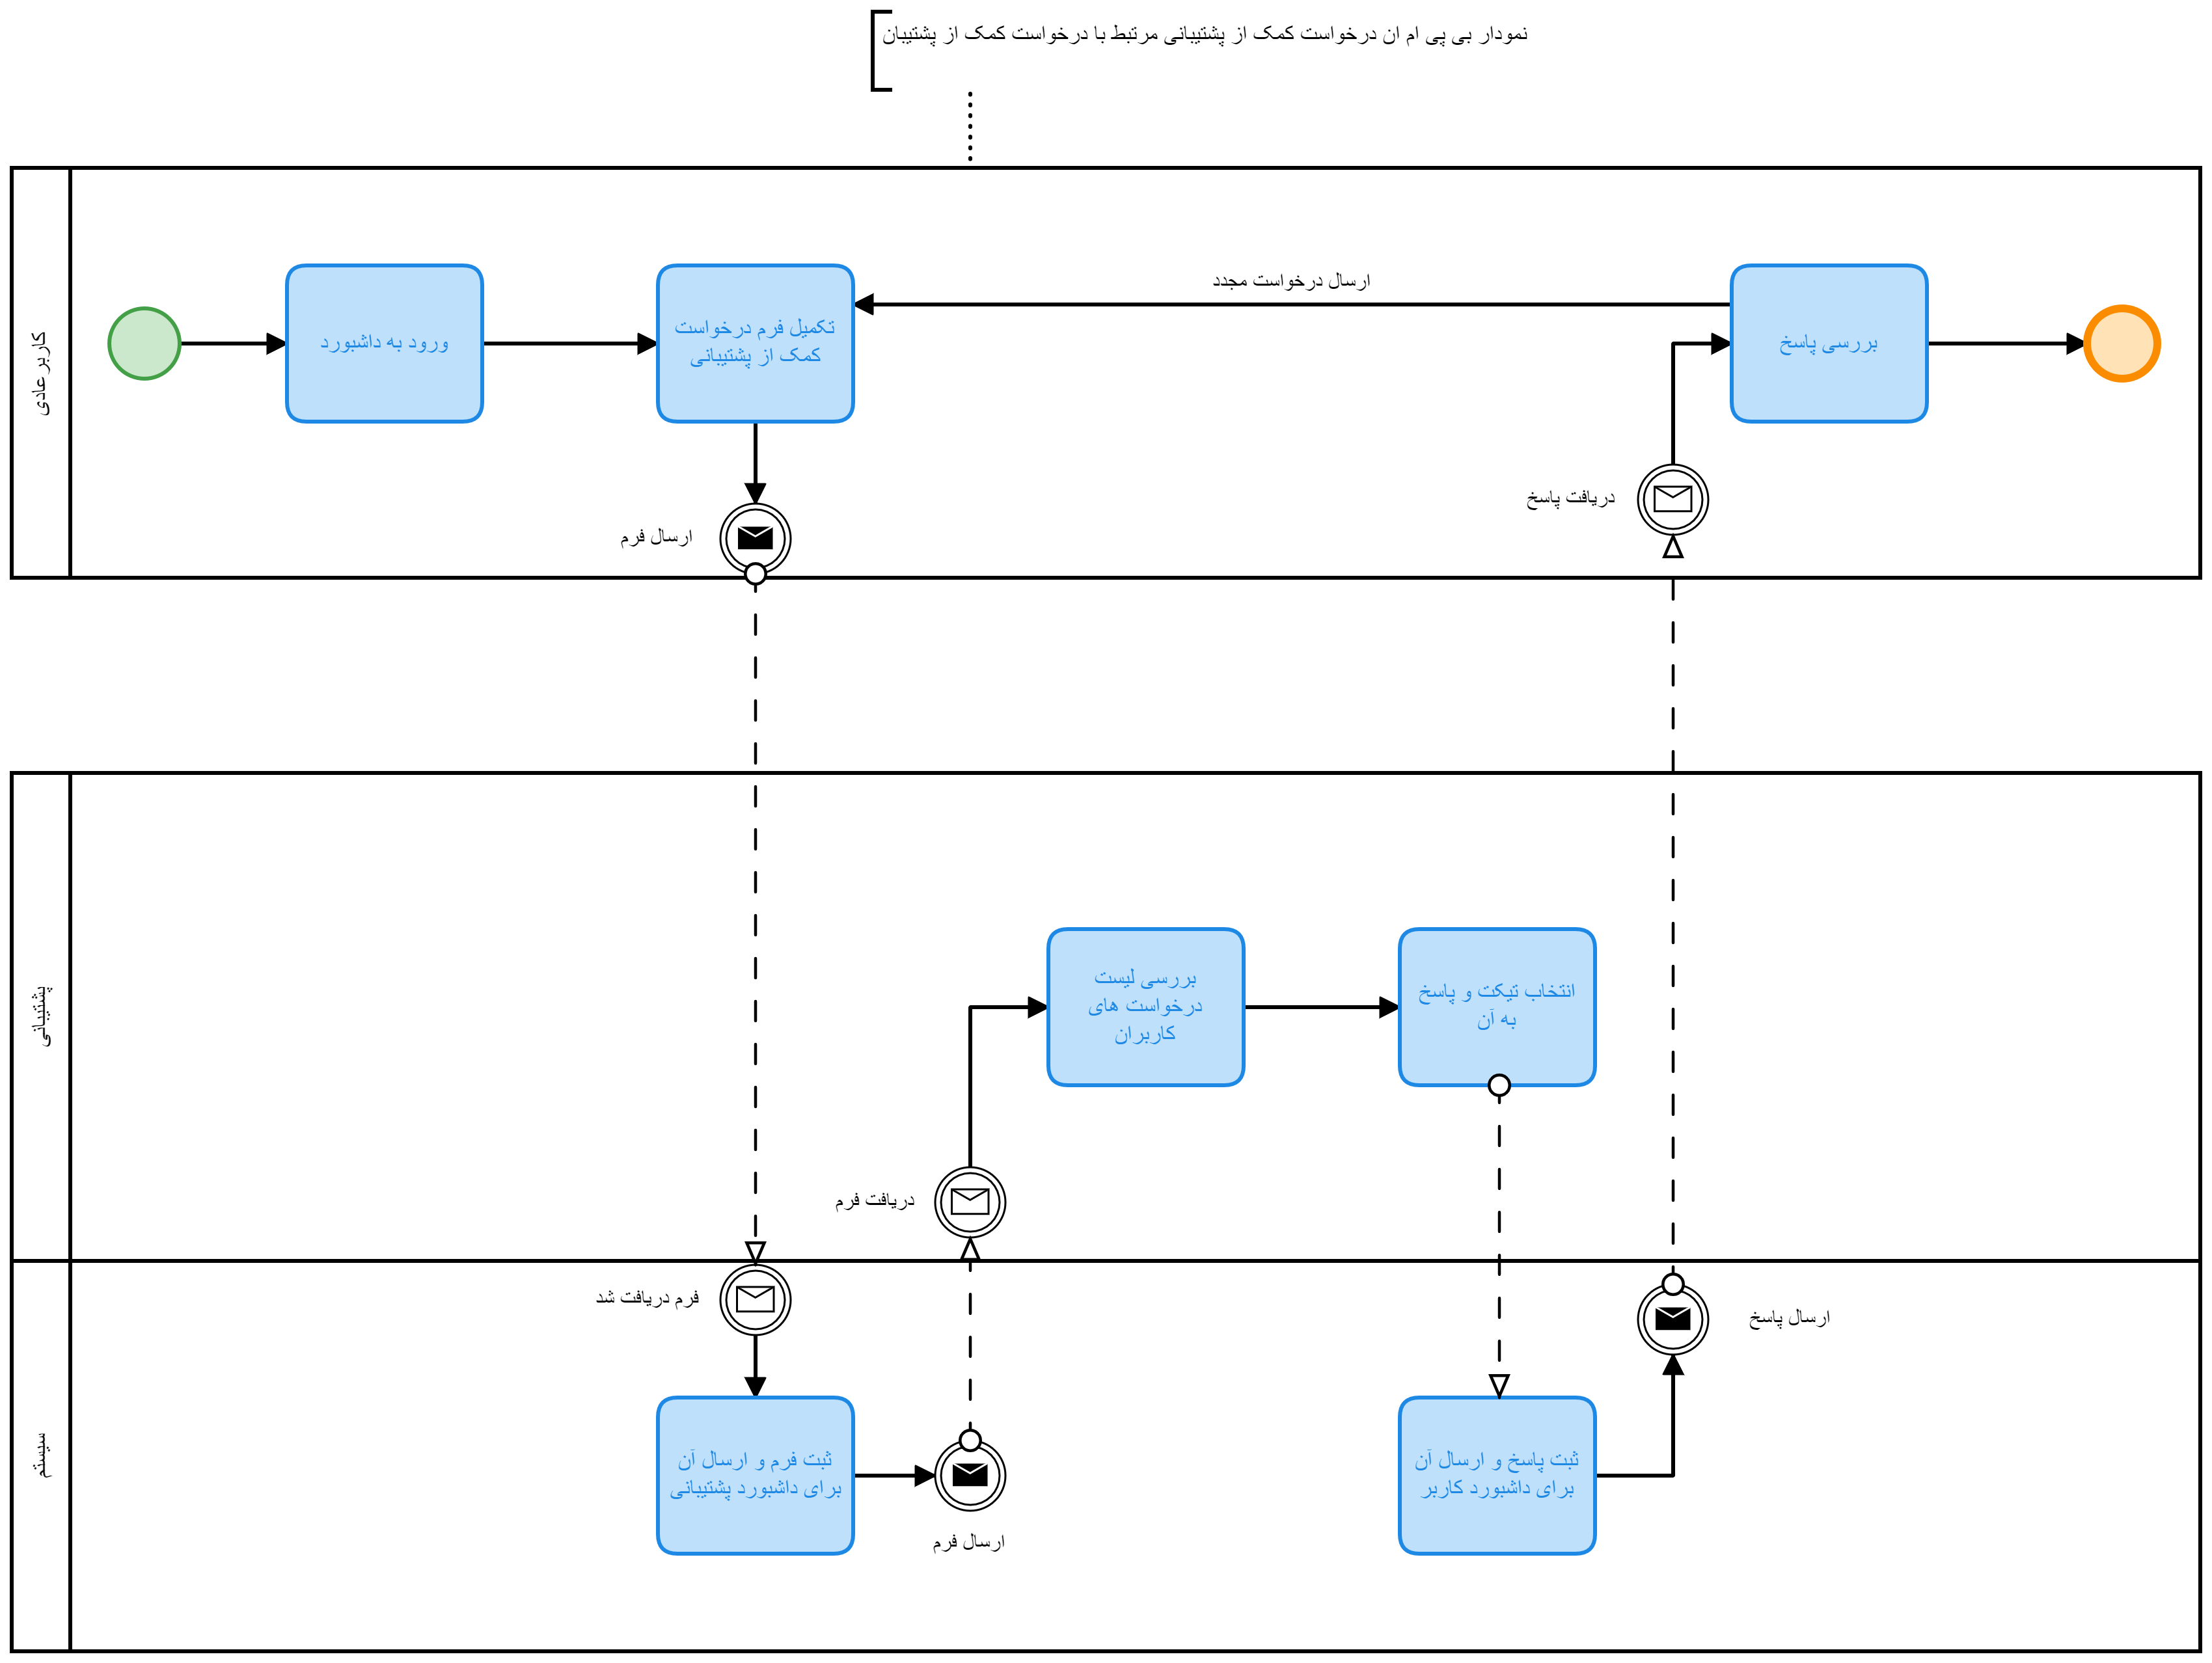 نمودار بی پی ام ان درخواست کمک از پشتیبانی مرتبط با درخواست کمک از پشتیبان
کاربر عادی
ورود به داشبورد
تکمیل فرم درخواست
کمک از پشتیبانی
ارسال درخواست مجدد
بررسی پاسخ
ارسال فرم
دریافت پاسخ
پشتیبانی
بررسی لیست
درخواست های
کاربران
انتخاب تیکت و پاسخ
به آن
دریافت فرم
سیستم
فرم دریافت شد
ارسال پاسخ
ثبت فرم و ارسال آن
برای داشبورد پشتیبانی
ارسال فرم
ثبت پاسخ و ارسال آن
برای داشبورد کاربر